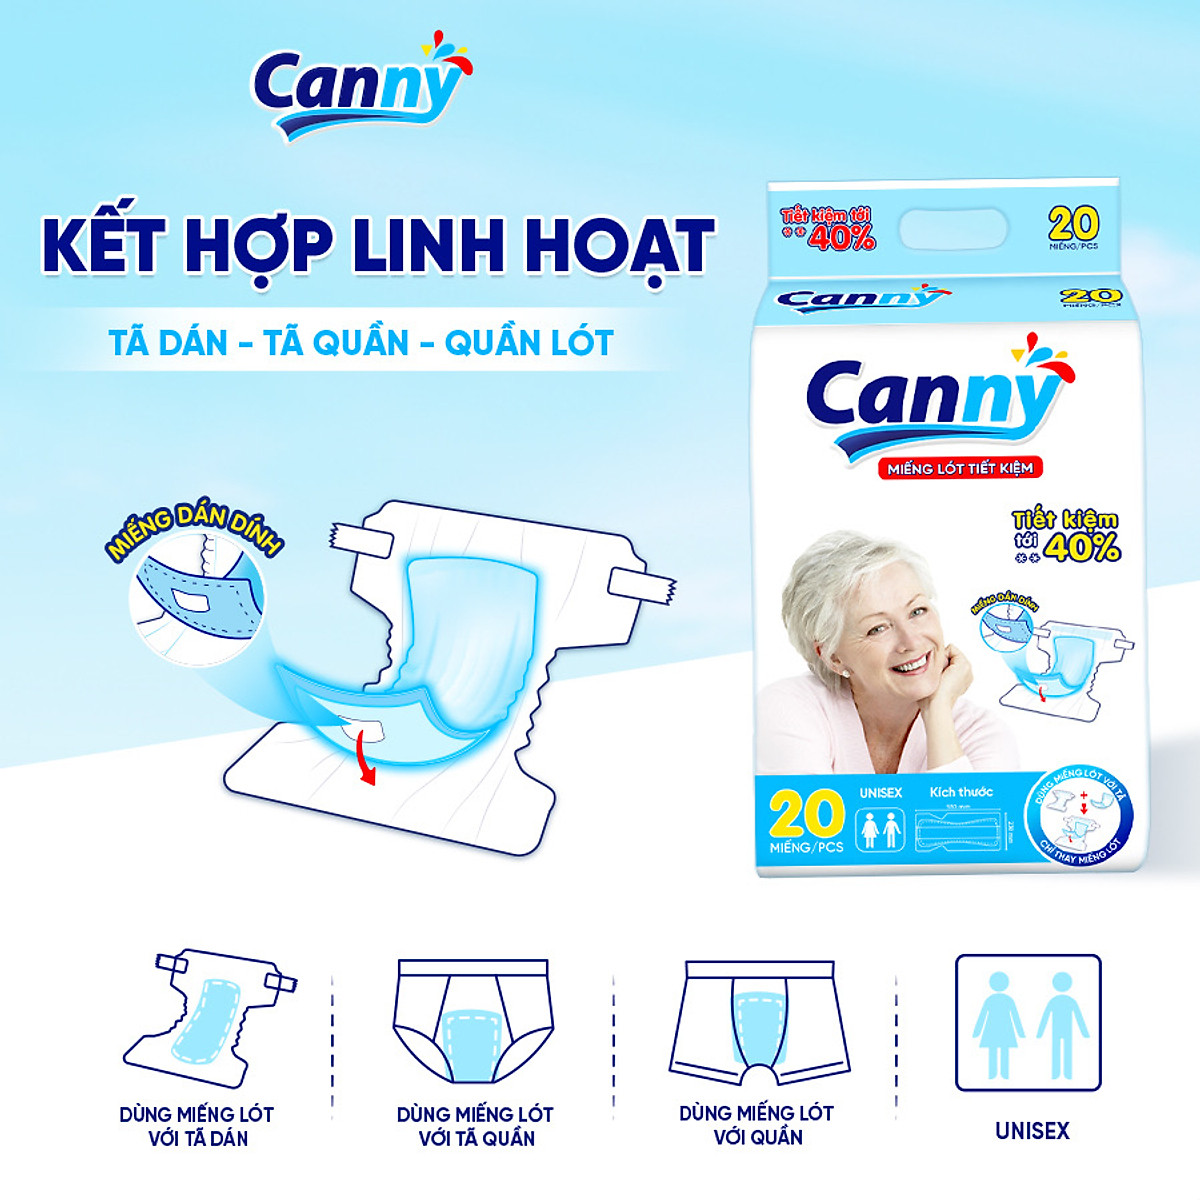 Canny
KẾT HỢP LINH HOẠT
TÃ DÁN - TÃ QUẦN - QUẦN LÓT
Tiết kiệm tới
** 40%
20
MIẾNG/PCS
Canny
20
MIẾNG/PCS
Canny
MIẾNG LÓT TIẾT KIỆM
Tiết kiệm
tới
** 40%
MIẾNG DÁN DÍNH
MIẾNG DÁN DÍNH
20
MIẾNG/PCS
UNISEX
Kích thước
DÙNG MIẾNG LÓT VỚI TÃ
CHỈ THAY MIẾNG LÓT
DÙNG MIẾNG LÓT
VỚI TÃ DÁN
DÙNG MIẾNG LÓT
VỚI TÃ QUẦN
DÙNG MIẾNG LÓT
VỚI QUẦN
UNISEX